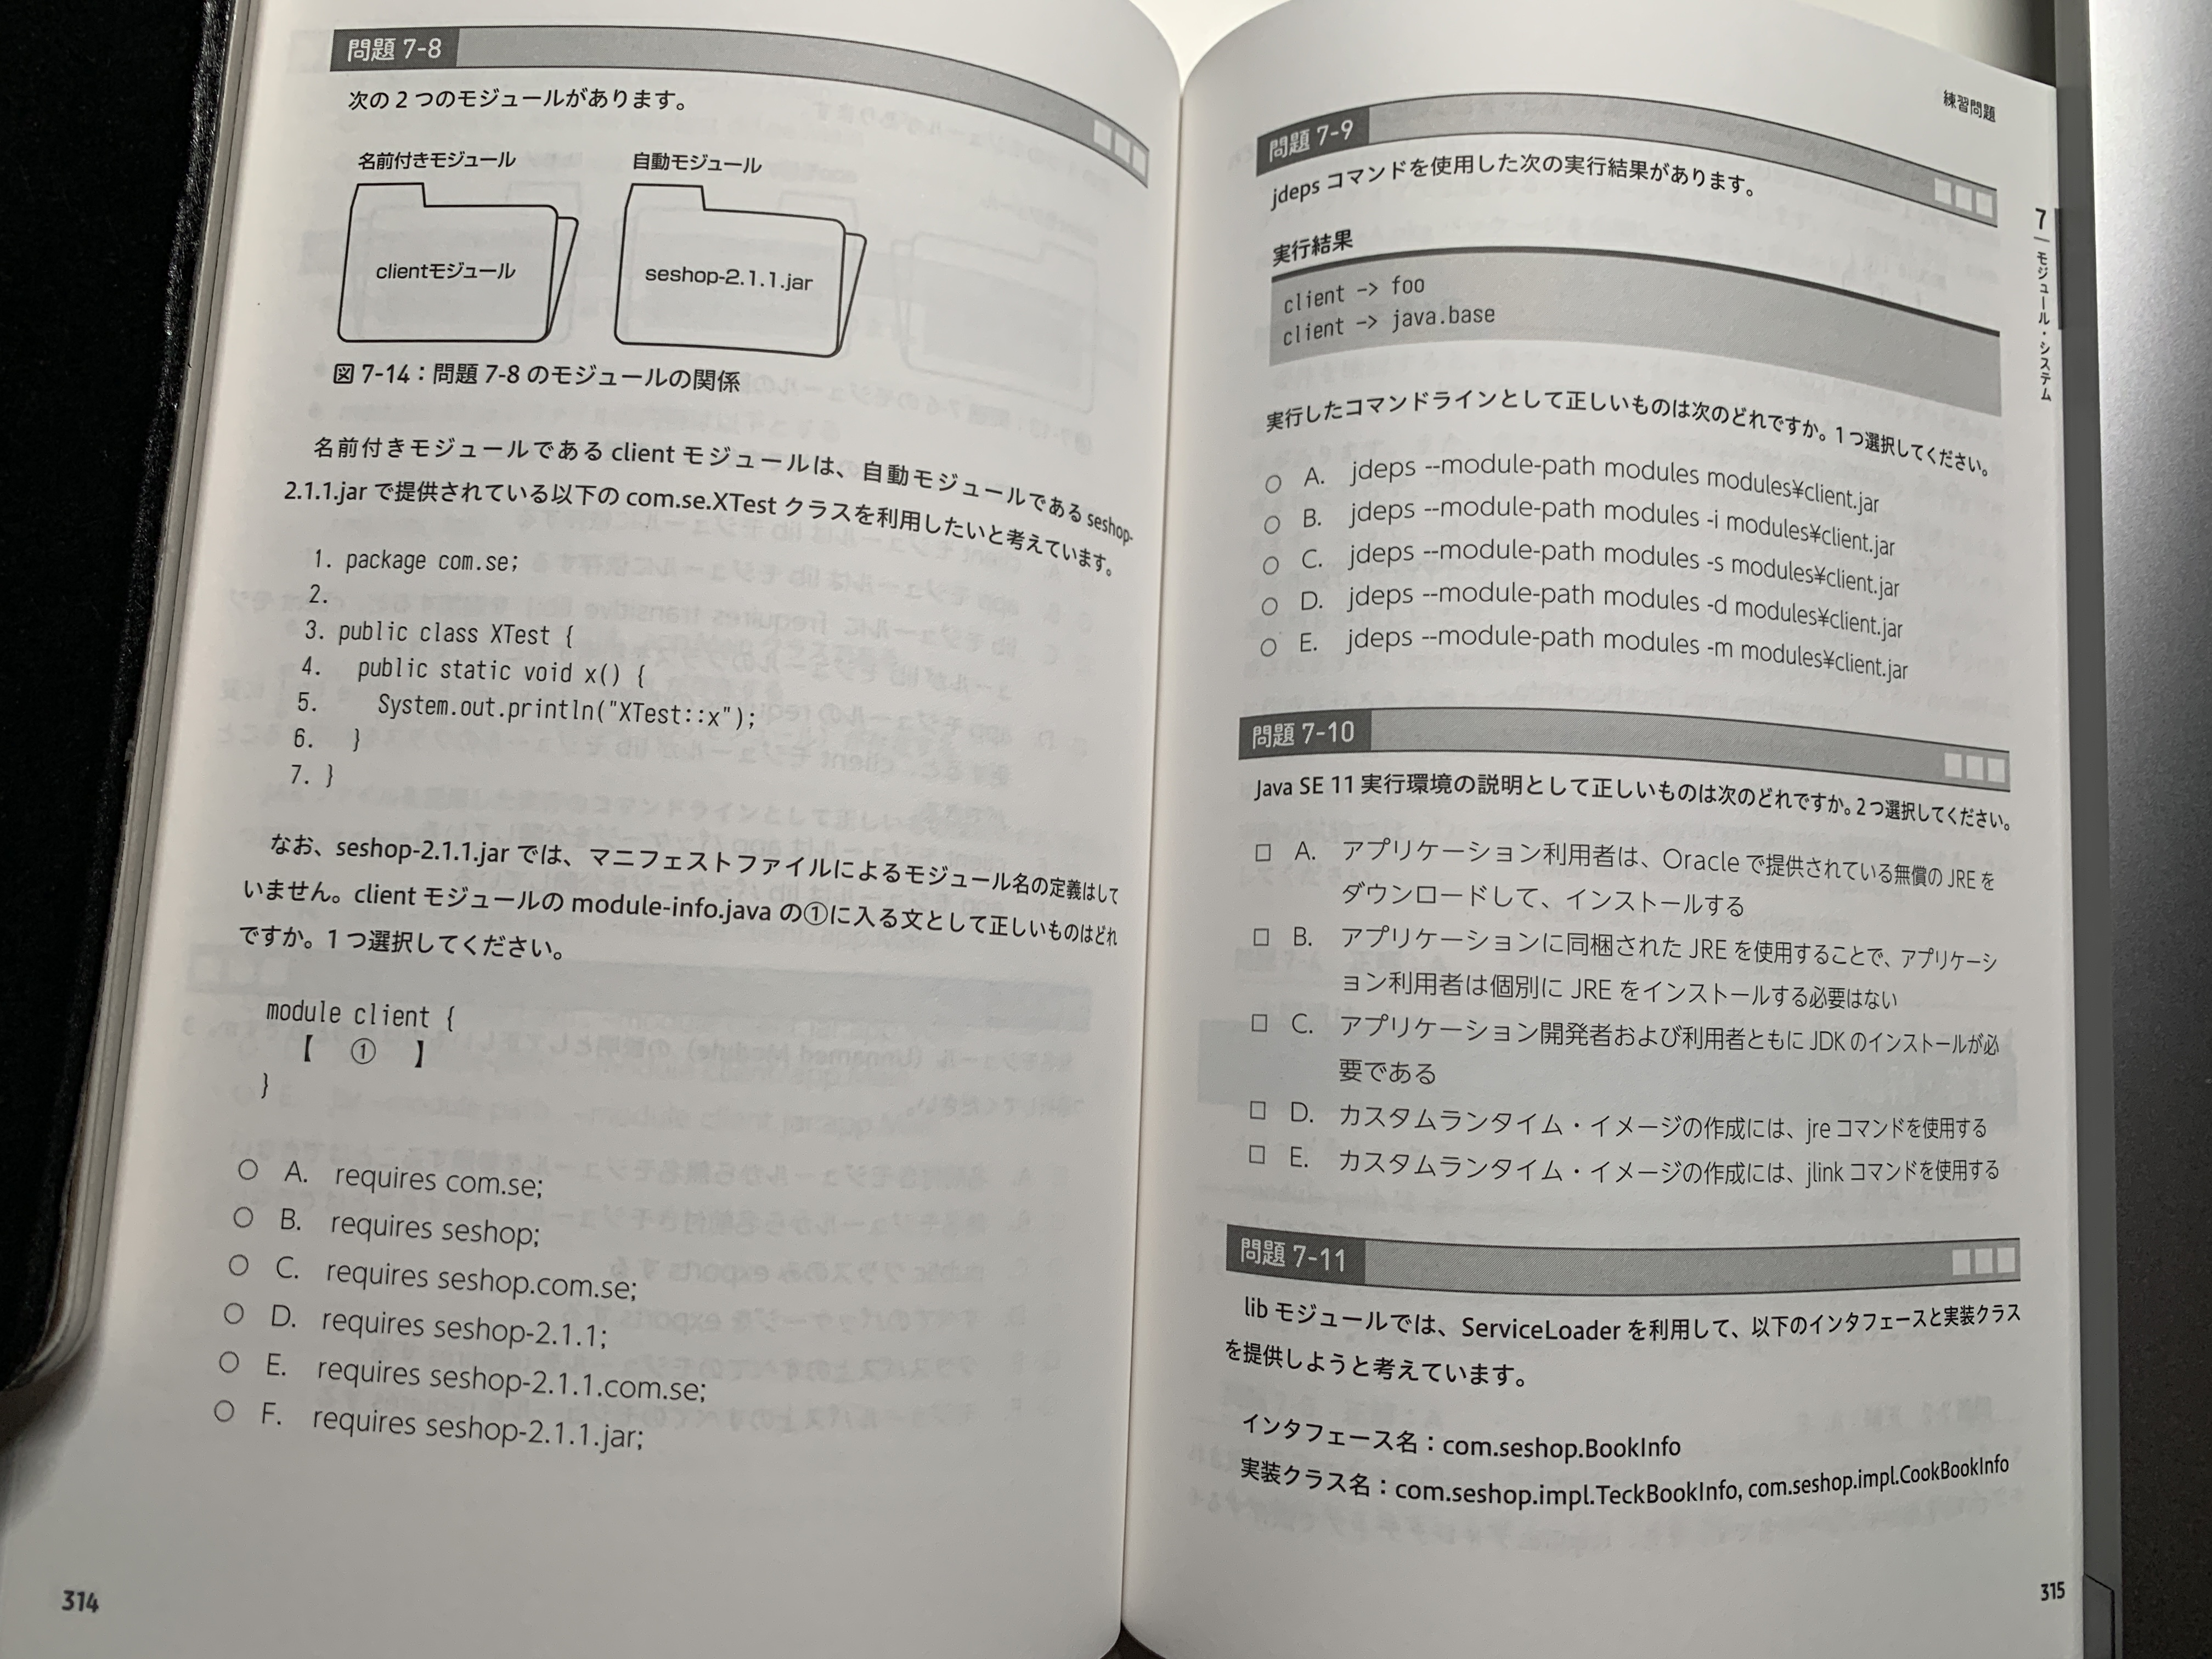 問題 7-8
次の 2 つのモジュールがあります。
名前付きモジュール
自動モジュール
clientモジュール
seshop-2.1.1.jar
図 7-14：問題 7-8 のモジュールの関係
名前付きモジュールである client モジュールは、自動モジュールである seshop-
2.1.1.jar で提供されている以下の com.se.XTest クラスを利用したいと考えています。
1. package com.se;
2.
3. public class XTest {
4.   public static void x() {
5.     System.out.println("XTest::x");
6.   }
7. }
なお、seshop-2.1.1.jar では、マニフェストファイルによるモジュール名の定義はして
いません。client モジュールの module-info.java の①に入る文として正しいものはどれ
ですか。1 つ選択してください。
module client {
【 ① 】
}
○ A. requires com.se;
○ B. requires seshop;
○ C. requires seshop.com.se;
○ D. requires seshop-2.1.1;
○ E. requires seshop-2.1.1.com.se;
○ F. requires seshop-2.1.1.jar;
314
練習問題
問題 7-9
jdeps コマンドを使用した次の実行結果があります。
実行結果
client -> foo
client -> java.base
実行したコマンドラインとして正しいものは次のどれですか。1 つ選択してください。
○ A. jdeps --module-path modules modules¥client.jar
○ B. jdeps --module-path modules -i modules¥client.jar
○ C. jdeps --module-path modules -s modules¥client.jar
○ D. jdeps --module-path modules -d modules¥client.jar
○ E. jdeps --module-path modules -m modules¥client.jar
問題 7-10
Java SE 11 実行環境の説明として正しいものは次のどれですか。2 つ選択してください。
□ A. アプリケーション利用者は、Oracle で提供されている無償の JRE を
ダウンロードして、インストールする
□ B. アプリケーションに同梱された JRE を使用することで、アプリケーシ
ョン利用者は個別に JRE をインストールする必要はない
□ C. アプリケーション開発者および利用者ともに JDK のインストールが必
要である
□ D. カスタムランタイム・イメージの作成には、jre コマンドを使用する
□ E. カスタムランタイム・イメージの作成には、jlink コマンドを使用する
問題 7-11
lib モジュールでは、ServiceLoader を利用して、以下のインタフェースと実装クラス
を提供しようと考えています。
インタフェース名：com.seshop.BookInfo
実装クラス名：com.seshop.impl.TeckBookInfo, com.seshop.impl.CookBookInfo
7 モジュール・システム
315